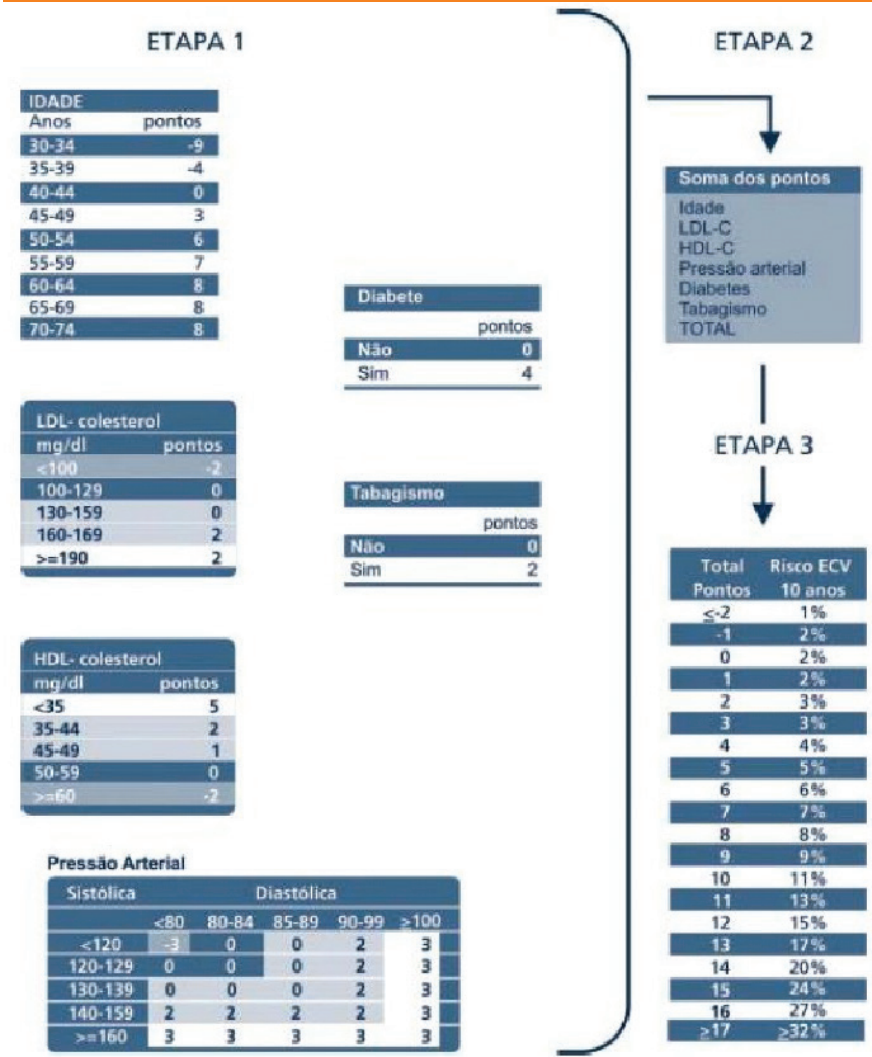 ETAPA 1
IDADE
Anos pontos
30-34 -9
35-39 -4
40-44 0
45-49 3
50-54 6
55-59 7
60-64 8
65-69 8
70-74 8
LDL- colesterol
mg/dl pontos
<100 -2
100-129 0
130-159 0
160-169 2
>=190 2
HDL- colesterol
mg/dl pontos
<35 5
35-44 2
45-49 1
50-59 0
>=60 -2
Diabete
pontos
Não 0
Sim 4
Tabagismo
pontos
Não 0
Sim 2
Pressão Arterial
Sistólica Diastólica
<80 80-84 85-89 90-99 ≥100
<120 -3 0 0 2 3
120-129 0 0 0 2 3
130-139 0 0 0 2 3
140-159 2 2 2 2 3
>=160 3 3 3 3 3
ETAPA 2
Soma dos pontos
Idade
LDL-C
HDL-C
Pressão arterial
Diabetes
Tabagismo
TOTAL
ETAPA 3
Total Risco ECV
Pontos 10 anos
≤-2 1%
-1 2%
0 2%
1 2%
2 3%
3 3%
4 4%
5 5%
6 6%
7 7%
8 8%
9 9%
10 11%
11 13%
12 15%
13 17%
14 20%
15 24%
16 27%
≥17 ≥32%